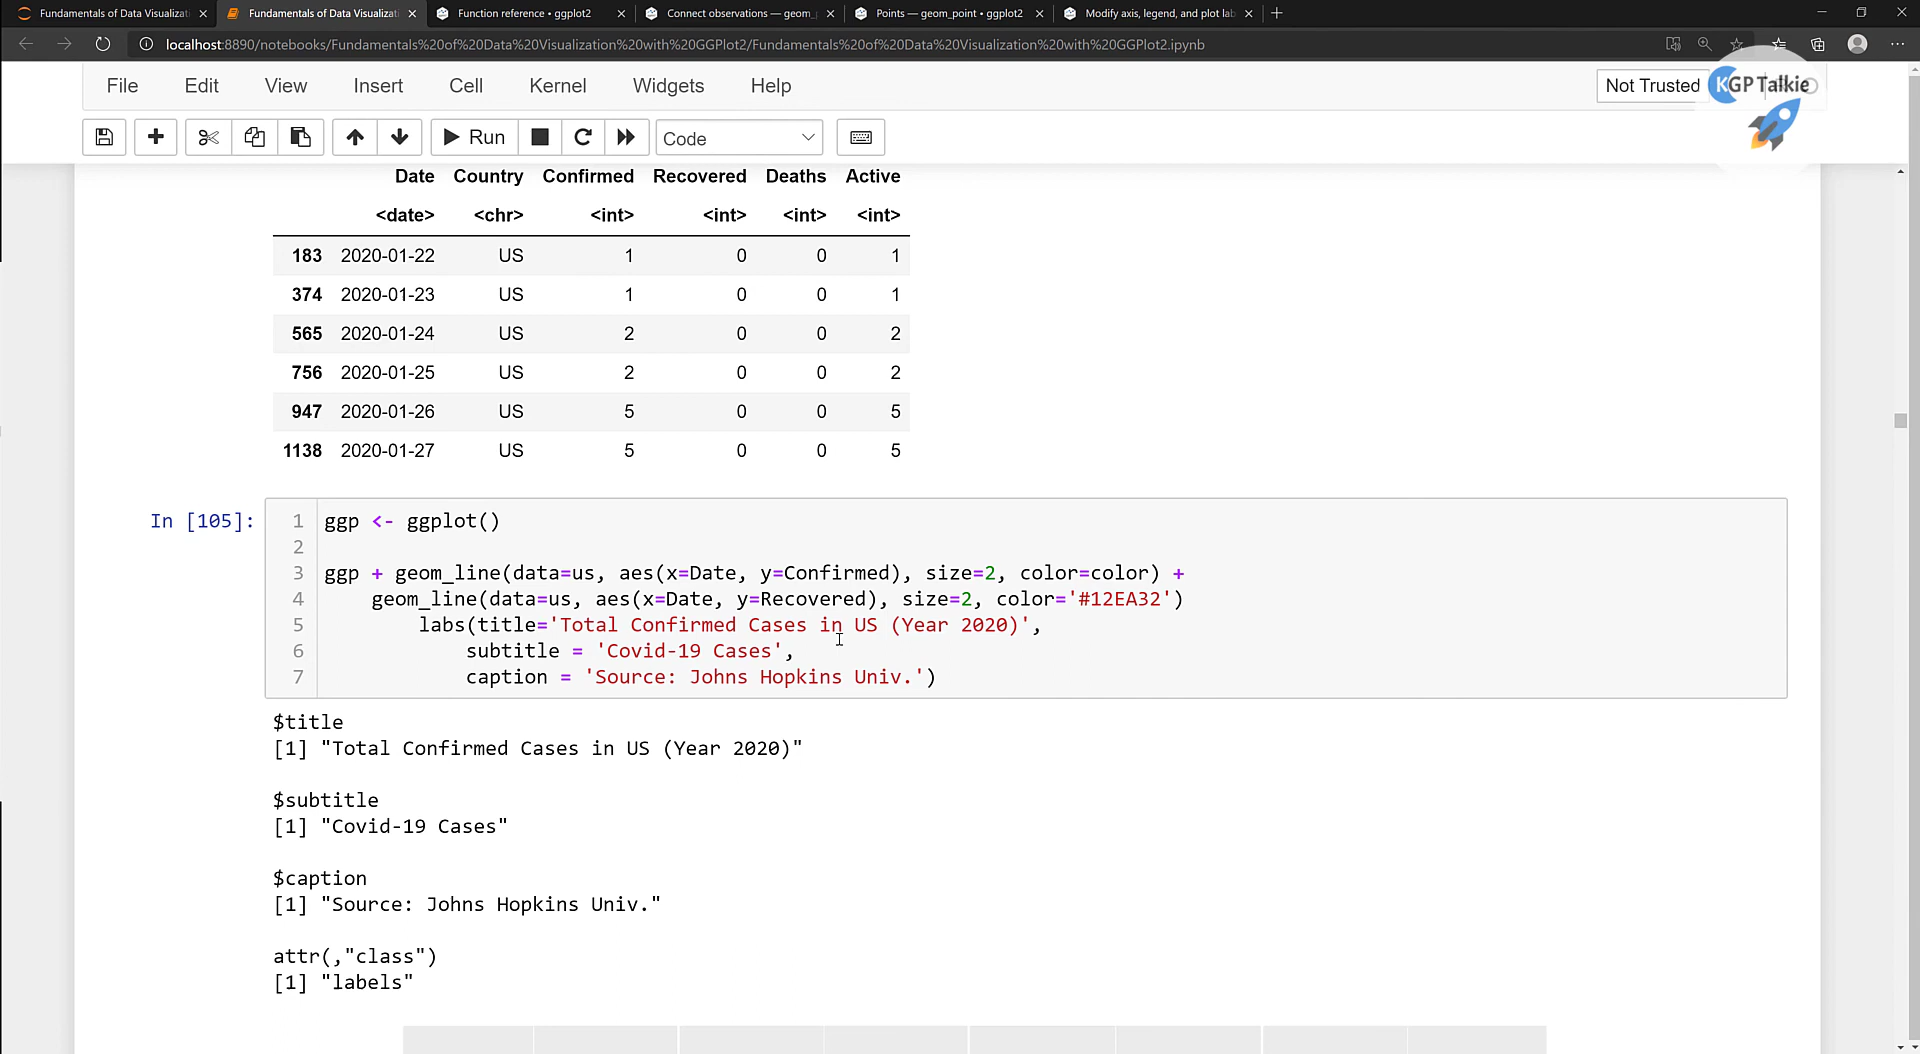 Fundamentals of Data Visualizati
Fundamentals of Data Visualizati
Function reference • ggplot2
Connect observations — geom_p
Points — geom_point • ggplot2
Modify axis, legend, and plot lab
localhost:8890/notebooks/Fundamentals%20of%20Data%20Visualization%20with%20GGPlot2/Fundamentals%20of%20Data%20Visualization%20with%20GGPlot2.ipynb
File Edit View Insert Cell Kernel Widgets Help Not Trusted
KGP Talkie
Run Code
Date Country Confirmed Recovered Deaths Active
<date> <chr> <int> <int> <int> <int>
183 2020-01-22 US 1 0 0 1
374 2020-01-23 US 1 0 0 1
565 2020-01-24 US 2 0 0 2
756 2020-01-25 US 2 0 0 2
947 2020-01-26 US 5 0 0 5
1138 2020-01-27 US 5 0 0 5
In [105]:
1 ggp <- ggplot()
2
3 ggp + geom_line(data=us, aes(x=Date, y=Confirmed), size=2, color=color) +
4 geom_line(data=us, aes(x=Date, y=Recovered), size=2, color='#12EA32')
5 labs(title='Total Confirmed Cases in US (Year 2020)',
6 subtitle = 'Covid-19 Cases',
7 caption = 'Source: Johns Hopkins Univ.')
$title
[1] "Total Confirmed Cases in US (Year 2020)"
$subtitle
[1] "Covid-19 Cases"
$caption
[1] "Source: Johns Hopkins Univ."
attr(,"class")
[1] "labels"